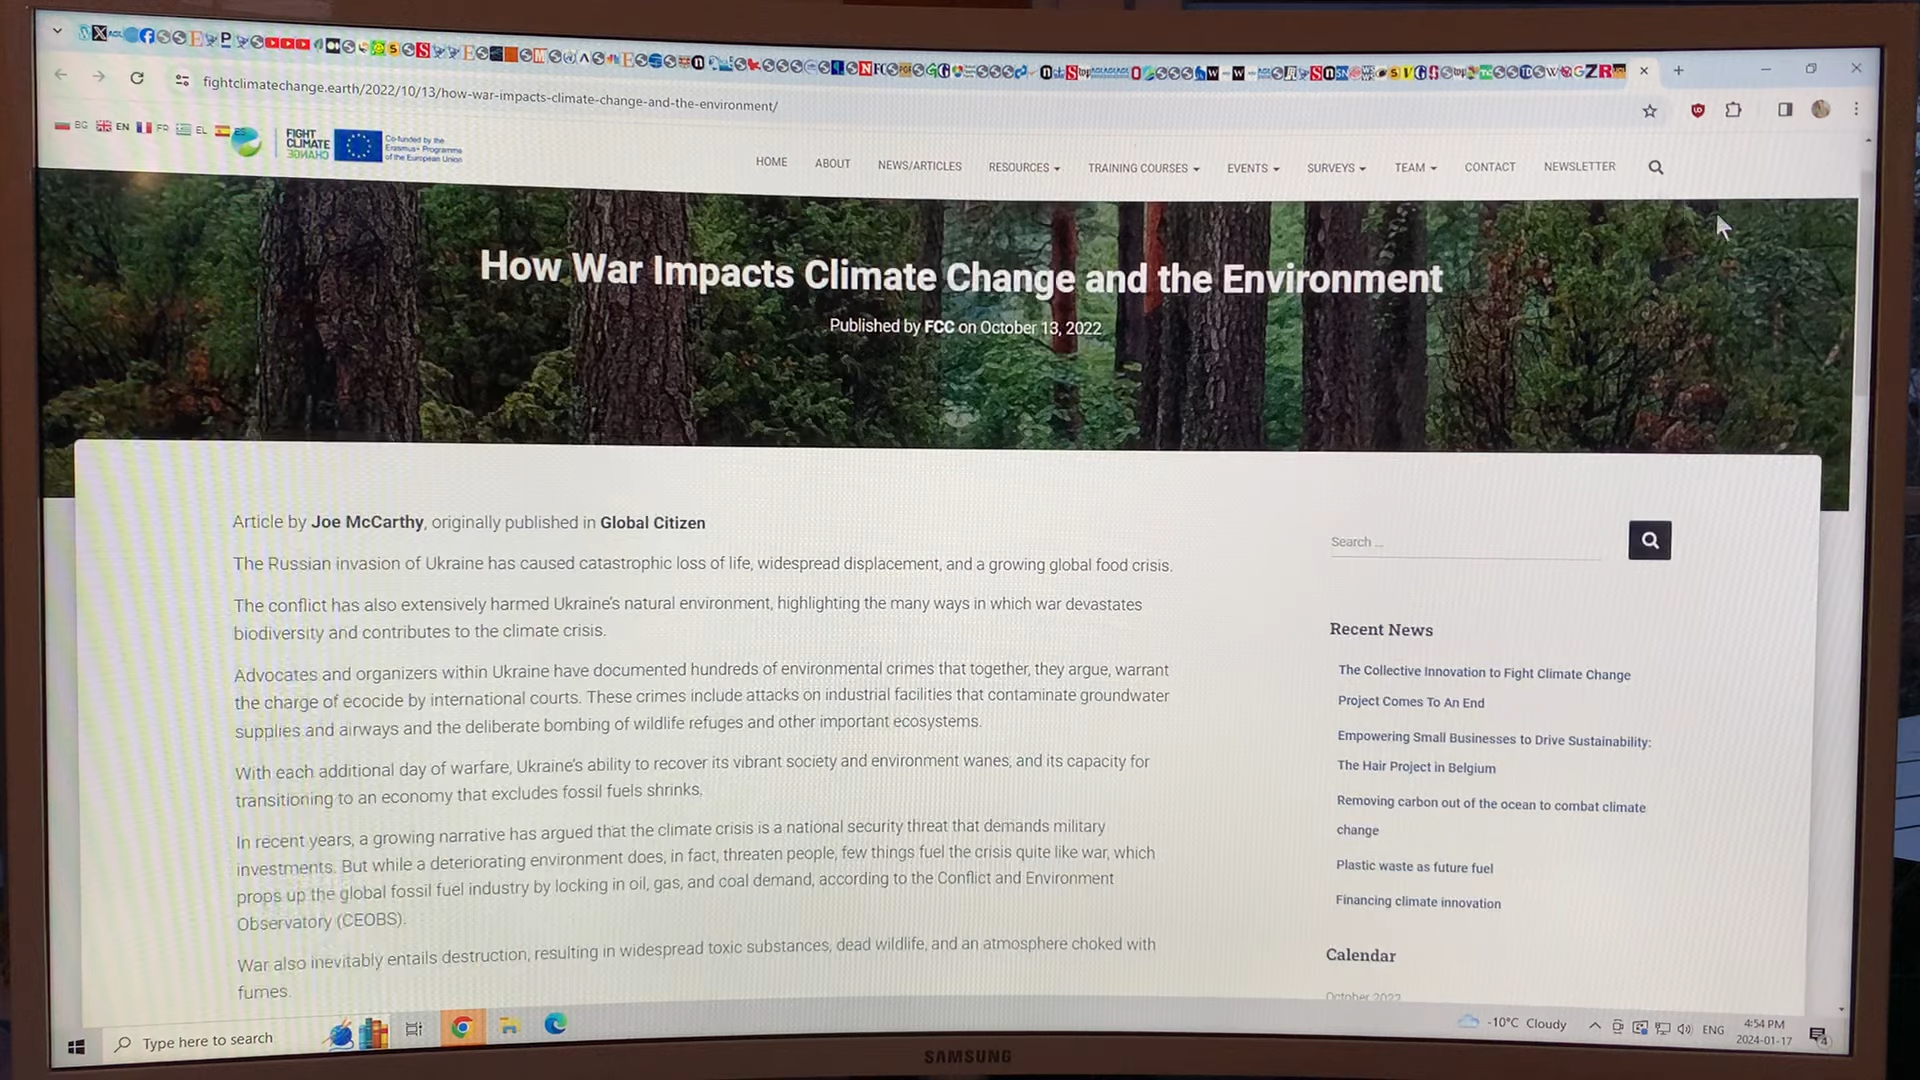 fightclimatechange.earth/2022/10/13/how-war-impacts-climate-change-and-the-environment/
BG EN FR EL ES
FIGHT
CLIMATE
CHANGE
Co-funded by the
Erasmus+ Programme
of the European Union
HOME ABOUT NEWS/ARTICLES RESOURCES TRAINING COURSES EVENTS SURVEYS TEAM CONTACT NEWSLETTER
How War Impacts Climate Change and the Environment
Published by FCC on October 13, 2022
Article by Joe McCarthy, originally published in Global Citizen
The Russian invasion of Ukraine has caused catastrophic loss of life, widespread displacement, and a growing global food crisis.
The conflict has also extensively harmed Ukraine's natural environment, highlighting the many ways in which war devastates
biodiversity and contributes to the climate crisis.
Advocates and organizers within Ukraine have documented hundreds of environmental crimes that together, they argue, warrant
the charge of ecocide by international courts. These crimes include attacks on industrial facilities that contaminate groundwater
supplies and airways and the deliberate bombing of wildlife refuges and other important ecosystems.
With each additional day of warfare, Ukraine's ability to recover its vibrant society and environment wanes, and its capacity for
transitioning to an economy that excludes fossil fuels shrinks.
In recent years, a growing narrative has argued that the climate crisis is a national security threat that demands military
investments. But while a deteriorating environment does, in fact, threaten people, few things fuel the crisis quite like war, which
props up the global fossil fuel industry by locking in oil, gas, and coal demand, according to the Conflict and Environment
Observatory (CEOBS).
War also inevitably entails destruction, resulting in widespread toxic substances, dead wildlife, and an atmosphere choked with
fumes.
Search ...
Recent News
The Collective Innovation to Fight Climate Change
Project Comes To An End
Empowering Small Businesses to Drive Sustainability:
The Hair Project in Belgium
Removing carbon out of the ocean to combat climate
change
Plastic waste as future fuel
Financing climate innovation
Calendar
October 2022
Type here to search
-10°C Cloudy
ENG
4:54 PM
2024-01-17
4
SAMSUNG